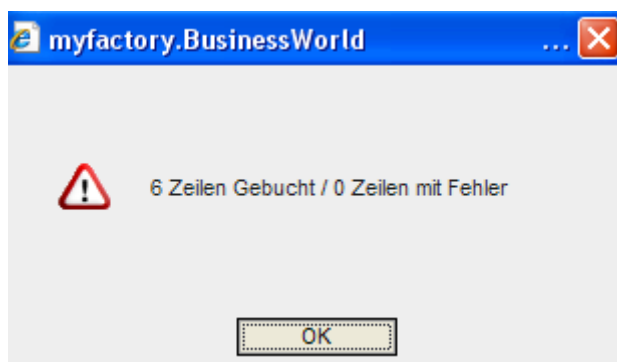 myfactory.BusinessWorld ...
6 Zeilen Gebucht / 0 Zeilen mit Fehler
OK